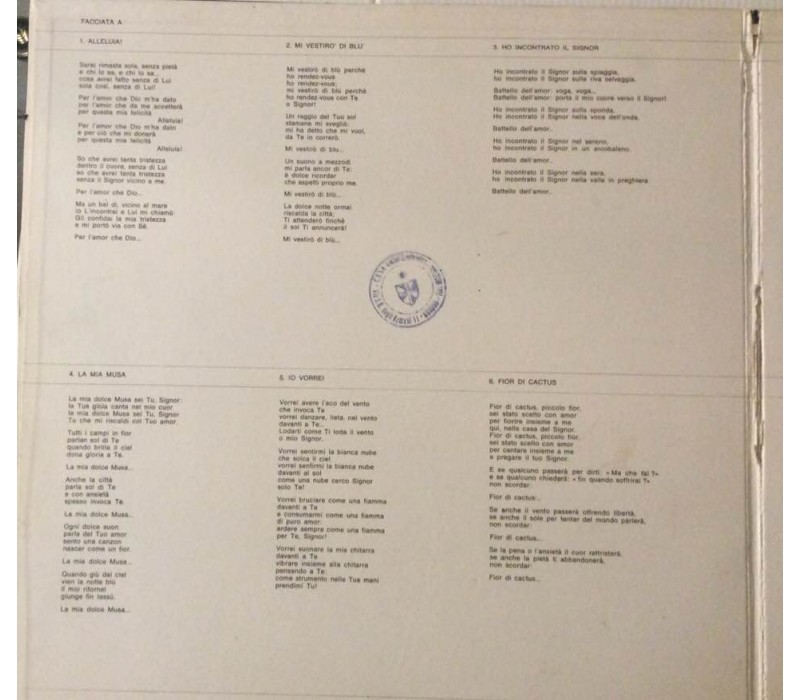 FACCIATA A
1. ALLELUIA!
Sarei rimasta sola, senza pietà
e chi lo sa, e chi lo sa...
cosa avrei fatto senza di Lui
sola così, senza di Lui!
Per l'amor che Dio m'ha dato
per l'amor che da me accetterà
per questa mia felicità
Alleluia!
Per l'amor che Dio m'ha dato
e per ciò che mi donerà
per questa mia felicità
Alleluia!
So che avrei tanta tristezza
dentro il cuore, senza di Lui
so che avrei tanta tristezza
senza il Signor vicino a me.
Per l'amor che Dio...
Ma un bel dì, vicino al mare
io L'incontrai e Lui mi chiamò
Gli confidai la mia tristezza
e mi portò via con Sè.
Per l'amor che Dio...
2. MI VESTIRO' DI BLU'
Mi vestirò di blù perché
ho rendez-vous
ho rendez-vous,
mi vestirò di blù perché
ho rendez-vous con Te
o Signor!
Un raggio del Tuo sol
stamane mi svegliò
mi ha detto che mi vuoi,
da Te io correrò.
Mi vestirò di blù...
Un suono a mezzodì
mi parla ancor di Te:
è dolce ricordar
che aspetti proprio me.
Mi vestirò di blù...
La dolce notte ormai
riscalda la città;
Ti attenderò finché
il sol Ti annuncerà!
Mi vestirò di blù...
3. HO INCONTRATO IL SIGNOR
Ho incontrato il Signor sulla spiaggia,
ho incontrato il Signor sulla riva selvaggia.
Battello dell'amor: voga, voga...
Battello dell'amor: porta il mio cuore verso il Signor!
Ho incontrato il Signor sulla sponda,
ho incontrato il Signor nella voce dell'onda.
Battello dell'amor...
Ho incontrato il Signor nel sereno,
ho incontrato il Signor in un arcobaleno.
Battello dell'amor...
Ho incontrato il Signor nella sera,
ho incontrato il Signor nella valle in preghiera.
Battello dell'amor...
4. LA MIA MUSA
La mia dolce Musa sei Tu, Signor:
la Tua gioia canta nel mio cuor
la mia dolce Musa sei Tu, Signor
Tu che mi riscaldi col Tuo amor.
Tutti i campi in fior
parlan sol di Te
quando brilla il ciel
dona gloria a Te.
La mia dolce Musa...
Anche la città
parla sol di Te
e con ansietà
spesso invoca Te.
La mia dolce Musa...
Ogni dolce suon
parla del Tuo amor
sento una canzon
nascer come un fior.
La mia dolce Musa...
Quando giù dal ciel
vien la notte blù
il mio ritornel
giunge fin lassù.
La mia dolce Musa...
5. IO VORREI
Vorrei avere l'eco del vento
che invoca Te
vorrei danzare, lieta, nel vento
davanti a Te...
Lodarti come Ti loda il vento
o mio Signor.
Vorrei sentirmi la bianca nube
che solca il ciel
vorrei sentirmi la bianca nube
davanti al sol
come una nube cerco Signor
solo Te!
Vorrei bruciare come una fiamma
davanti a Te
e consumarmi come una fiamma
di puro amor
ardere sempre come una fiamma
per Te, Signor!
Vorrei suonare la mia chitarra
davanti a Te
vibrare insieme alla chitarra
pensando a Te.
come strumento nelle Tue mani
prendimi Tu!
6. FIOR DI CACTUS
Fior di cactus, piccolo fior,
sei stato scelto con amor
per fiorire insieme a me
qui, nella casa del Signor.
Fior di cactus, piccolo fior,
sei stato scelto con amor
per cantare insieme a me
e pregare il tuo Signor.
E se qualcuno passerà per dirti: «Ma che fai?»
e se qualcuno chiederà: «fin quando soffrirai?»
non scordar:
Fior di cactus...
Se anche il vento passerà offrendo libertà,
se anche il sole per tentar del mondo parlerà,
non scordar:
Fior di cactus...
Se la pena o l'ansietà il cuor rattristerà,
se anche la pietà ti abbandonerà,
non scordar:
Fior di cactus...